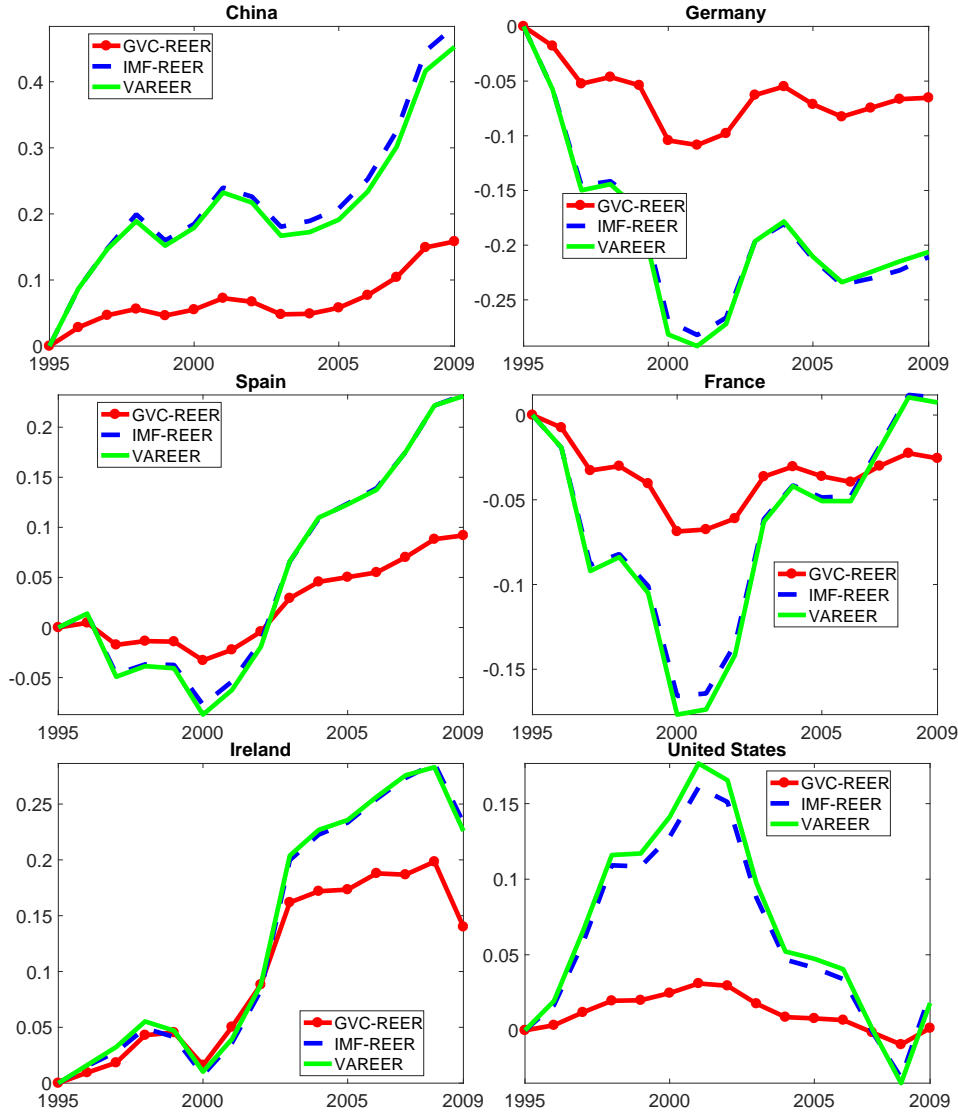 China
GVC-REER
IMF-REER
VAREER
0.4
0.3
0.2
0.1
0
1995 2000 2005 2009
Germany
0
-0.05
-0.1
-0.15
-0.2
-0.25
GVC-REER
IMF-REER
VAREER
1995 2000 2005 2009
Spain
GVC-REER
IMF-REER
VAREER
0.2
0.15
0.1
0.05
0
-0.05
1995 2000 2005 2009
France
0
-0.05
-0.1
-0.15
GVC-REER
IMF-REER
VAREER
1995 2000 2005 2009
Ireland
0.25
0.2
0.15
0.1
0.05
0
GVC-REER
IMF-REER
VAREER
1995 2000 2005 2009
United States
GVC-REER
IMF-REER
VAREER
0.15
0.1
0.05
0
1995 2000 2005 2009